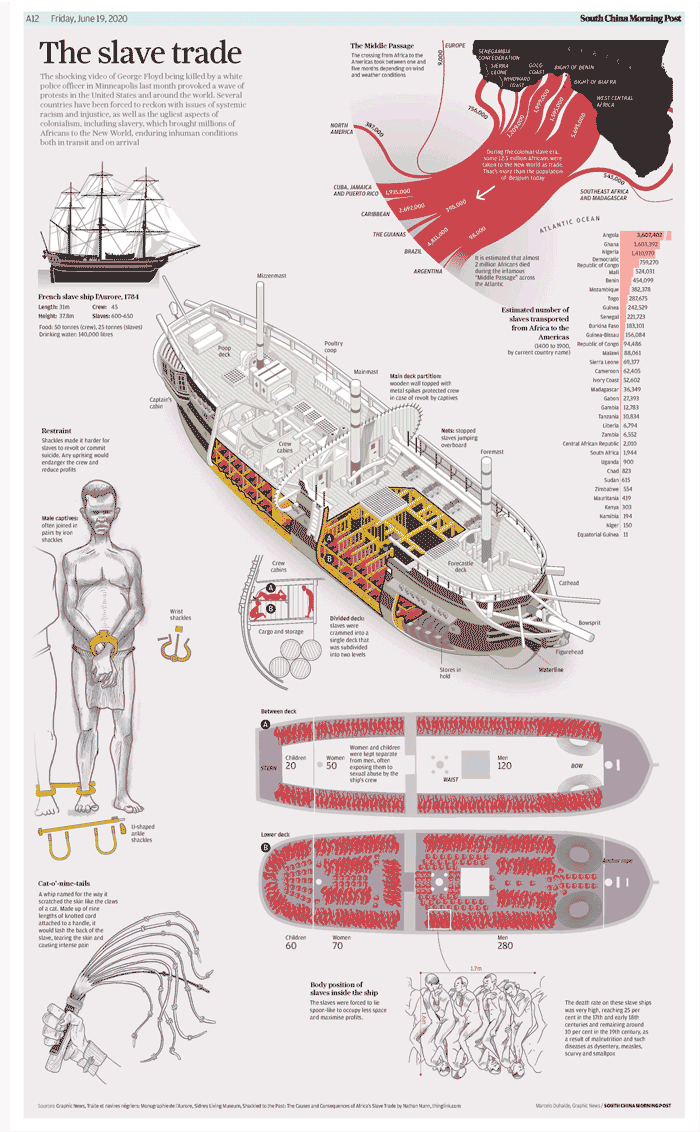 A12 Friday, June 19, 2020
South China Morning Post
The slave trade
The shocking video of George Floyd being killed by a white
police officer in Minneapolis last month provoked a wave of
protests in the United States and around the world. Several
countries have been forced to reckon with issues of systemic
racism and injustice, as well as the ugliest aspects of
colonialism, including slavery, which brought millions of
Africans to the New World, enduring inhuman conditions
both in transit and on arrival
The Middle Passage
The crossing from Africa to the
Americas took between one and
five months depending on wind
and weather conditions
EUROPE
9,000
SENEGAMBIA
CONFEDERATION
SIERRA
LEONE
WINDWARD
COAST
GOLG
COAST
BIGHT OF BENIN
BIGHT OF BIAFRA
WEST CENTRAL
AFRICA
756,000
1,209,000
1,999,000
1,595,000
5,695,000
NORTH
AMERICA
387,000
During the colonial slave era,
some 12.5 million Africans were
taken to the New World as trade.
That's more than the population
of Belgium today
543,000
SOUTHEAST AFRICA
AND MADAGASCAR
CUBA, JAMAICA
AND PUERTO RICO
1,935,000
CARIBBEAN
2,692,000
THE GUIANAS
395,000
BRAZIL
4,811,000
ARGENTINA
98,000
ATLANTIC OCEAN
It is estimated that almost
2 million Africans died
during the infamous
"Middle Passage" across
the Atlantic
Estimated number of
slaves transported
from Africa to the
Americas
(1400 to 1900,
by current country name)
Angola 3,607,402
Ghana 1,603,392
Nigeria 1,410,970
Democratic
Republic of Congo 759,270
Mali 524,031
Benin 454,099
Mozambique 382,378
Togo 287,675
Guinea 242,529
Senegal 221,723
Burkina Faso 183,101
Guinea-Bissau 156,084
Republic of Congo 94,486
Malawi 88,061
Sierra Leone 69,377
Cameroon 62,405
Ivory Coast 52,602
Madagascar 36,349
Gabon 27,393
Gambia 12,783
Tanzania 10,834
Liberia 6,794
Zambia 6,552
Central African Republic 2,010
South Africa 1,944
Uganda 900
Chad 823
Sudan 615
Zimbabwe 554
Mauritania 419
Kenya 303
Namibia 194
Niger 150
Equatorial Guinea 11
French slave ship l'Aurore, 1784
Length: 31m Crew: 45
Height: 37.8m Slaves: 600-650
Food: 50 tonnes (crew), 25 tonnes (slaves)
Drinking water: 140,000 litres
Mizzenmast
Poop
deck
Poultry
coop
Mainmast
Captain's
cabin
Main deck partition:
wooden wall topped with
metal spikes protected crew
in case of revolt by captives
Crew
cabins
Nets: stopped
slaves jumping
overboard
Foremast
A
B
Forecastle
deck
Cathead
Bowsprit
Figurehead
Waterline
Stores in
hold
Restraint
Shackles made it harder for
slaves to revolt or commit
suicide. Any uprising would
endanger the crew and
reduce profits
Male captives:
often joined in
pairs by iron
shackles
Wrist
shackles
U-shaped
ankle
shackles
Crew
cabins
A
B
Cargo and storage
Divided deck:
slaves were
crammed into a
single deck that
was subdivided
into two levels
Between deck
A
STERN
Children
20
Women
50
Women and children
were kept separate
from men, often
exposing them to
sexual abuse by the
ship's crew
WAIST
Men
120
BOW
Lower deck
B
Anchor rope
Children
60
Women
70
Men
280
Cat-o'-nine-tails
A whip named for the way it
scratched the skin like the claws
of a cat. Made up of nine
lengths of knotted cord
attached to a handle, it
would lash the back of the
slave, tearing the skin and
causing intense pain
Body position of
slaves inside the ship
The slaves were forced to lie
spoon-like to occupy less space
and maximise profits.
1.7m
The death rate on these slave ships
was very high, reaching 25 per
cent in the 17th and early 18th
centuries and remaining around
10 per cent in the 19th century, as
a result of malnutrition and such
diseases as dysentery, measles,
scurvy and smallpox
Sources: Graphic News, Traite et navires négriers: Monographie de l'Aurore, Sidney Living Museum, Shackled to the Past: The Causes and Consequences of Africa's Slave Trade by Nathan Nunn, thinglink.com
Marcelo Duhalde, Graphic News / SOUTH CHINA MORNING POST